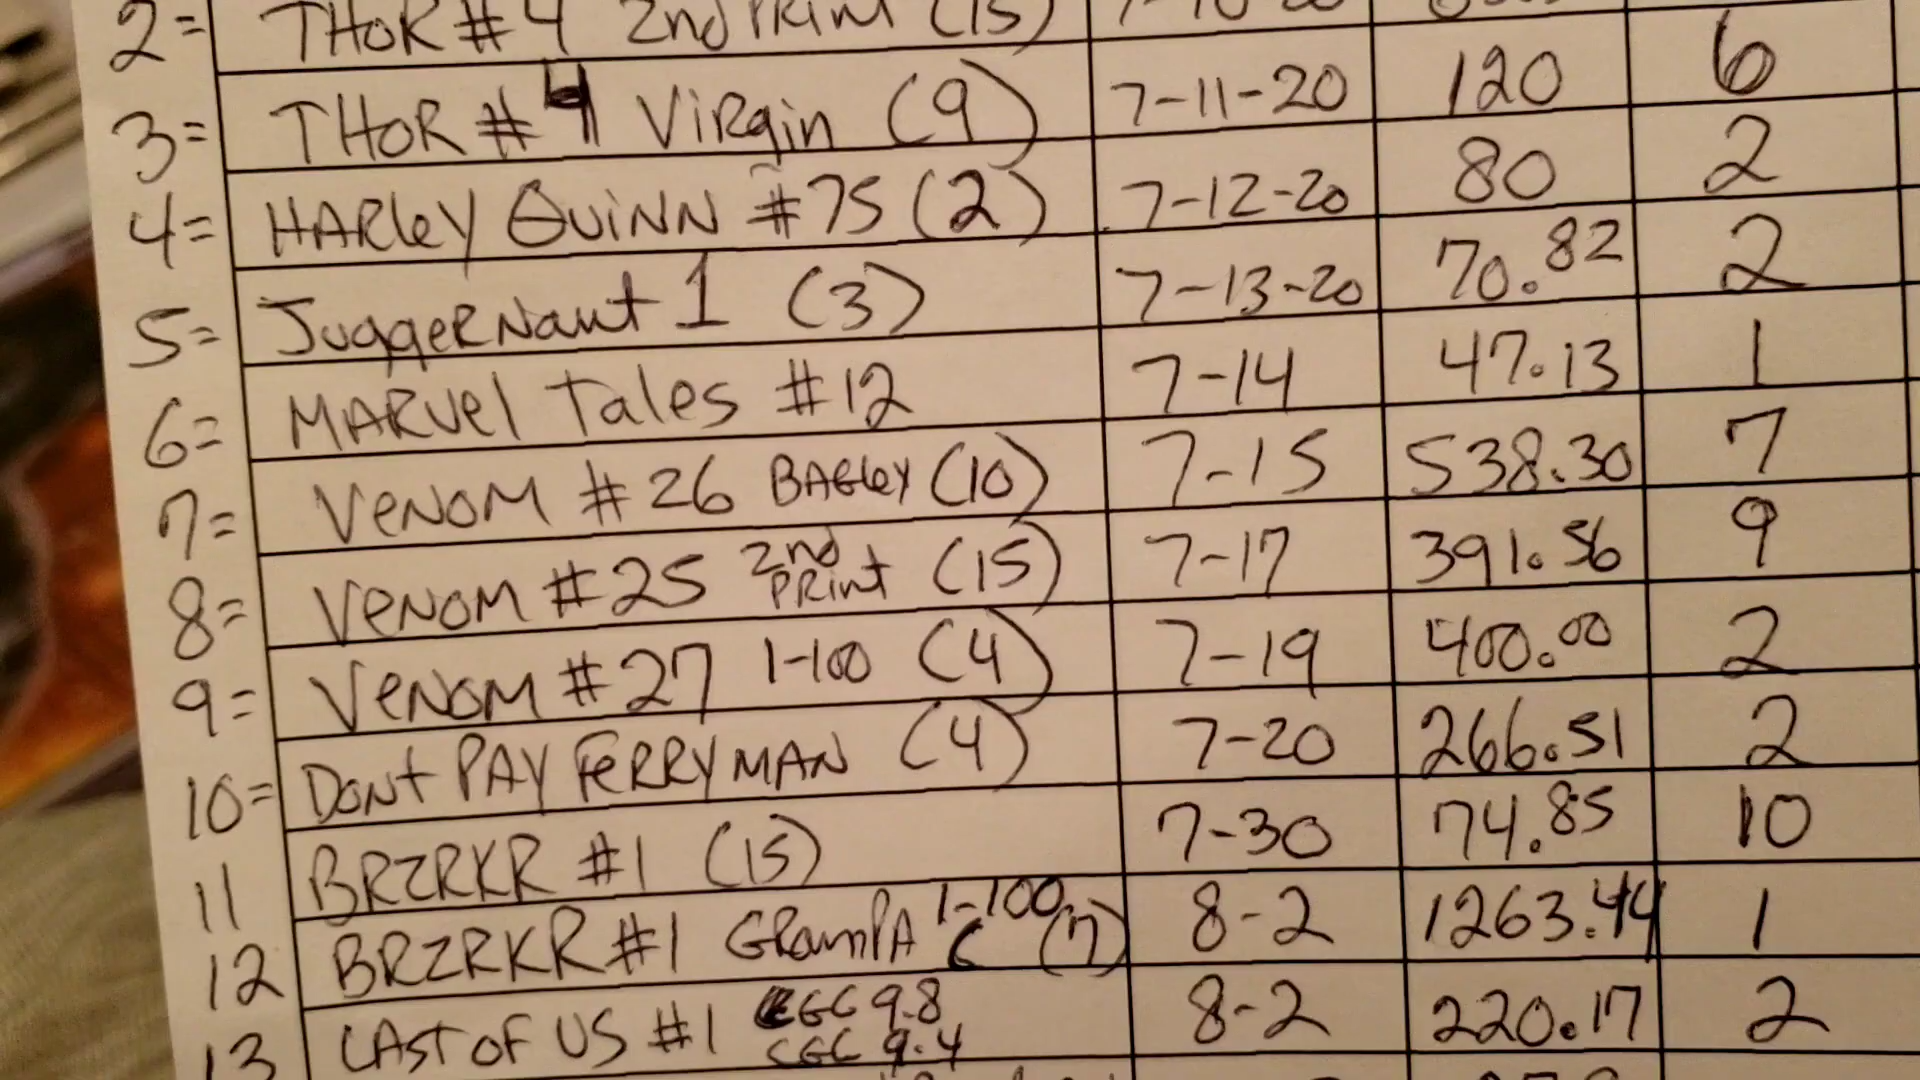 2= THOR #4 2nd PRINT (15)
3= THOR #4 Virgin (9) 7-11-20 120 6
4= HARLEY QUINN #75 (2) 7-12-20 80 2
5= JuggerNaut 1 (3) 7-13-20 70.82 2
6= MARVEL Tales #12 7-14 47.13 1
7= VENOM #26 BAGLEY (10) 7-15 538.30 7
8= VENOM #25 2nd PRINT (15) 7-17 391.56 9
9= VENOM #27 1-100 (4) 7-19 400.00 2
10= DONT PAY FERRYMAN (4) 7-20 266.51 2
11 BRZRKR #1 (15) 7-30 74.85 10
12 BRZRKR #1 GRAMPA 1-100 C (7) 8-2 1263.44 1
13 LAST OF US #1 CGC 9.8 8-2 220.17 2
CGC 9.4